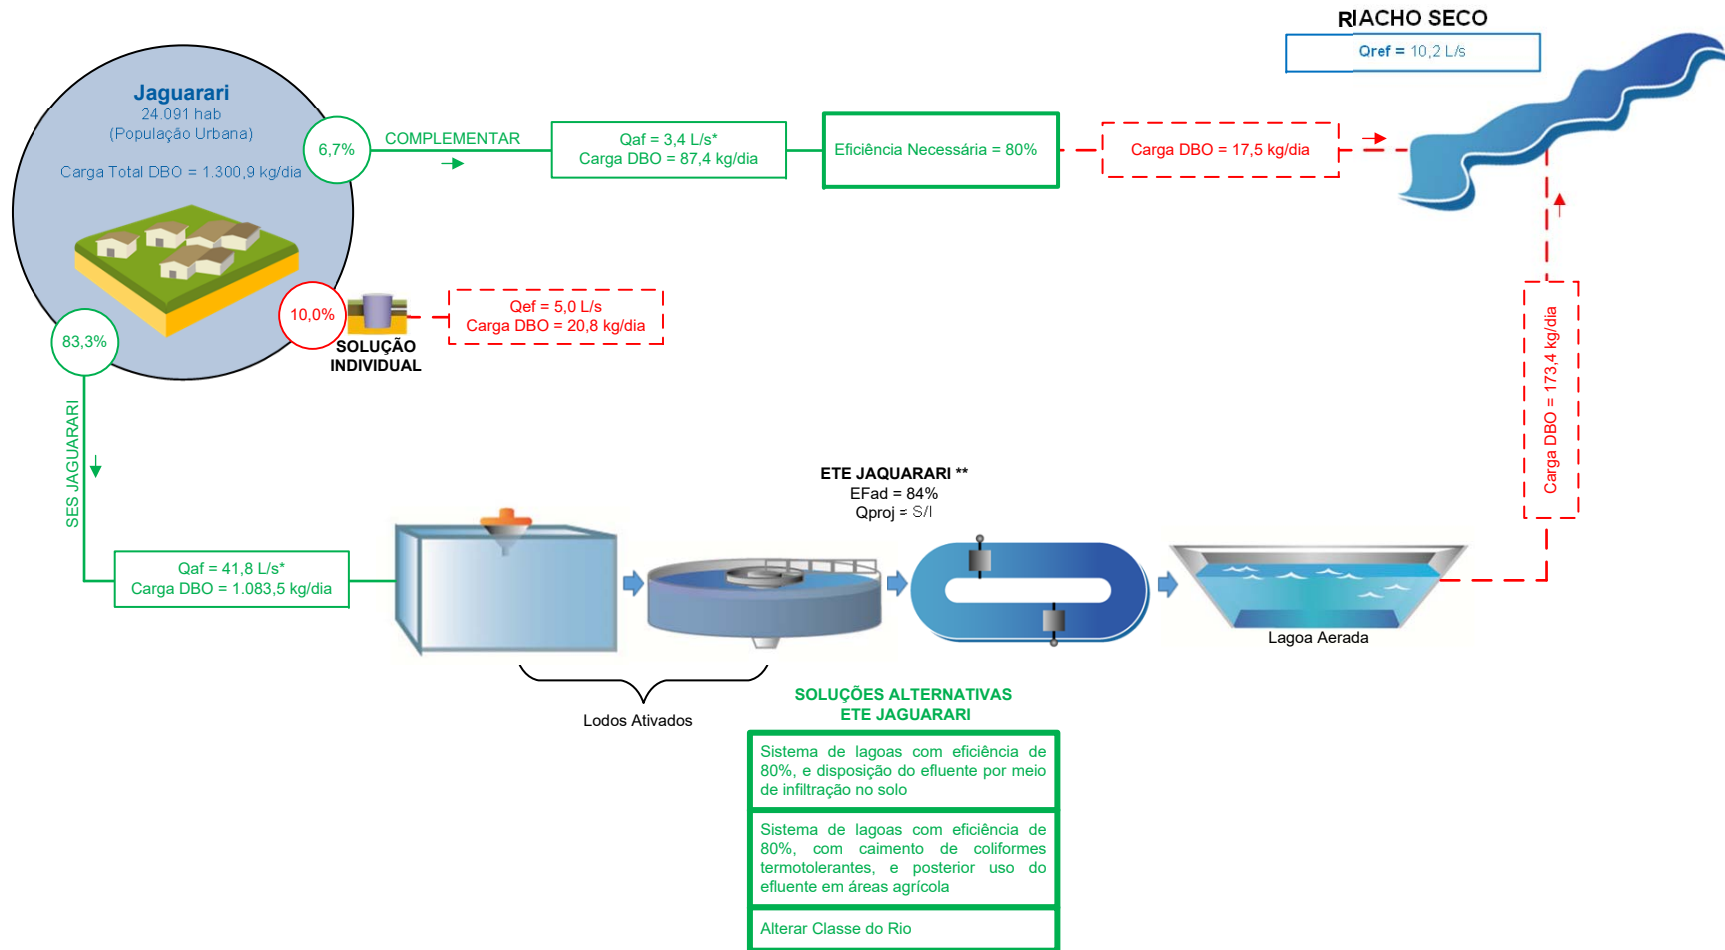 RIACHO SECO
Qref = 10,2 L/s
Jaguarari
24.091 hab
(População Urbana)
Carga Total DBO = 1.300,9 kg/dia
6,7%
COMPLEMENTAR
Qaf = 3,4 L/s*
Carga DBO = 87,4 kg/dia
Eficiência Necessária = 80%
Carga DBO = 17,5 kg/dia
10,0%
SOLUÇÃO
INDIVIDUAL
Qef = 5,0 L/s
Carga DBO = 20,8 kg/dia
83,3%
SES JAGUARARI
Carga DBO = 173,4 kg/dia
ETE JAQUARARI **
EFad = 84%
Qproj = S/I
Qaf = 41,8 L/s*
Carga DBO = 1.083,5 kg/dia
Lagoa Aerada
Lodos Ativados
SOLUÇÕES ALTERNATIVAS
ETE JAGUARARI
Sistema de lagoas com eficiência de
80%, e disposição do efluente por meio
de infiltração no solo
Sistema de lagoas com eficiência de
80%, com caimento de coliformes
termotolerantes, e posterior uso do
efluente em áreas agrícola
Alterar Classe do Rio